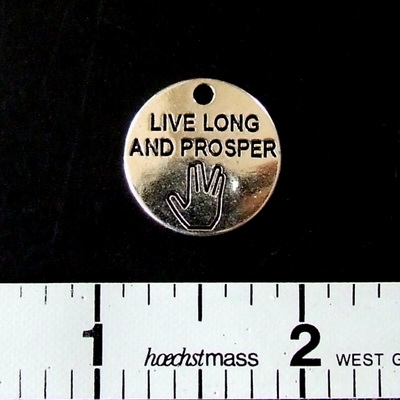 LIVE LONG
AND PROSPER
1
hoechstmass
2
WEST G